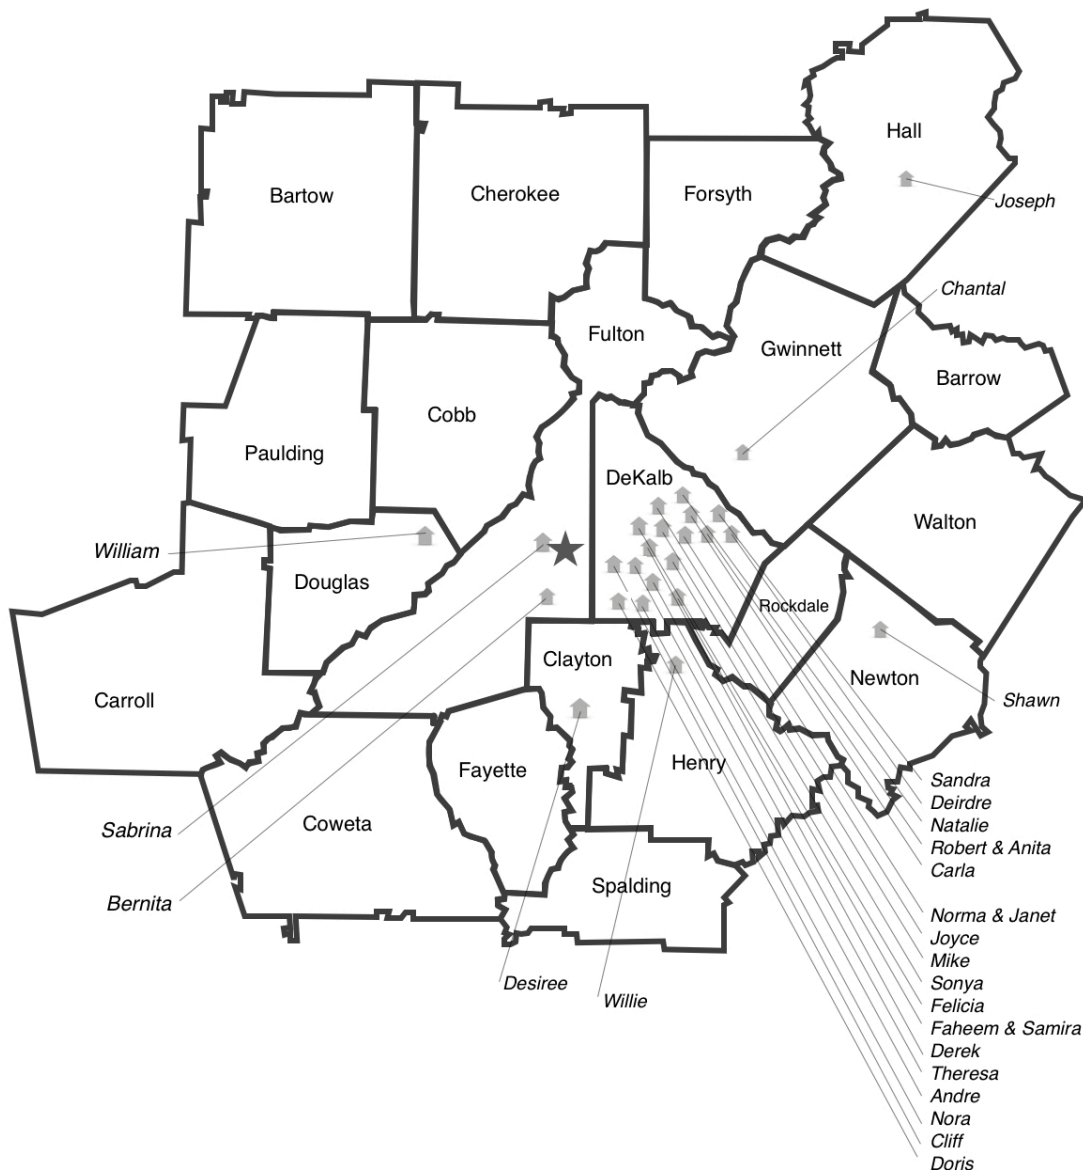 Hall
Bartow
Cherokee
Forsyth
Joseph
Chantal
Fulton
Gwinnett
Barrow
Cobb
Paulding
DeKalb
Walton
William
Douglas
Rockdale
Clayton
Newton
Carroll
Shawn
Henry
Fayette
Sandra
Deirdre
Coweta
Natalie
Sabrina
Robert & Anita
Carla
Spalding
Bernita
Norma & Janet
Joyce
Mike
Desiree
Sonya
Willie
Felicia
Faheem & Samira
Derek
Theresa
Andre
Nora
Cliff
Doris